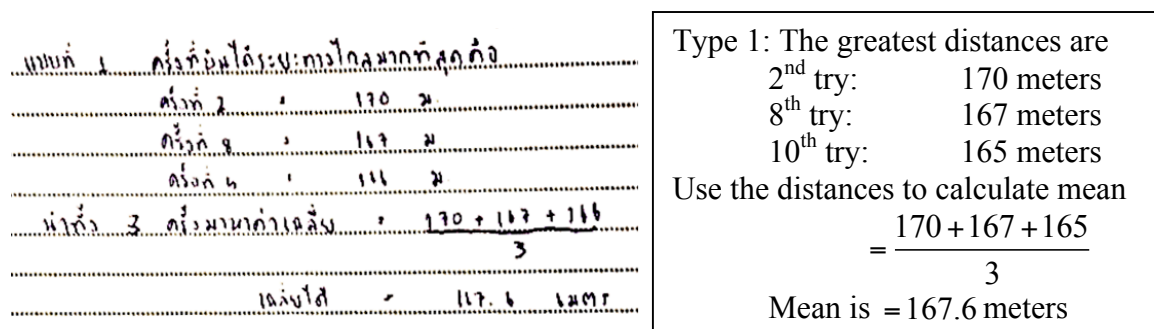 แบบที่ 1 ครั้งที่บินได้ระยะทางไกลมากที่สุดคือ
ครั้งที่ 2 = 170 ม
ครั้งที่ 8 = 167 ม
ครั้งที่ = 166 ม
นำทั้ง 3 ครั้งมาหาค่าเฉลี่ย = 170 + 167 + 166
3
เฉลี่ยได้ = 167.6 เมตร
Type 1: The greatest distances are
2nd try: 170 meters
8th try: 167 meters
10th try: 165 meters
Use the distances to calculate mean
= 170 + 167 + 165
3
Mean is = 167.6 meters